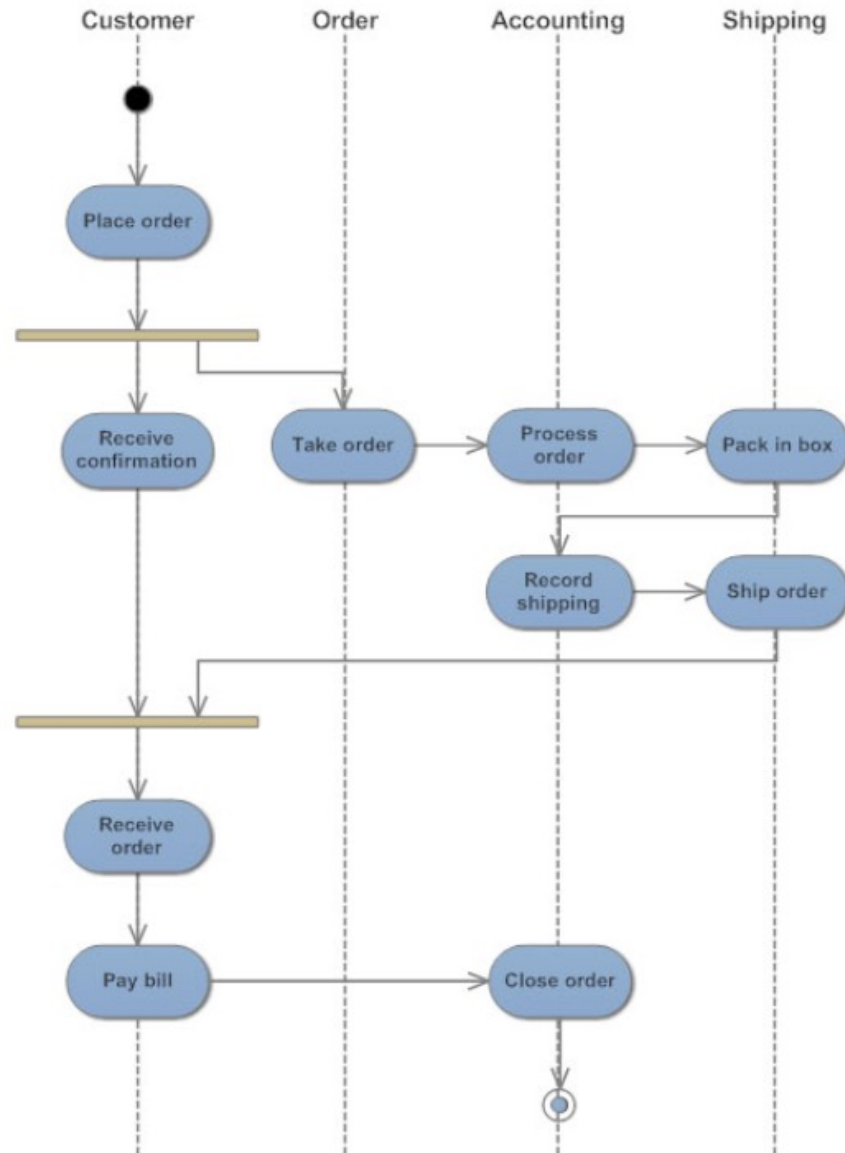 Customer
Order
Accounting
Shipping
Place order
Receive
confirmation
Take order
Process
order
Pack in box
Record
shipping
Ship order
Receive
order
Pay bill
Close order